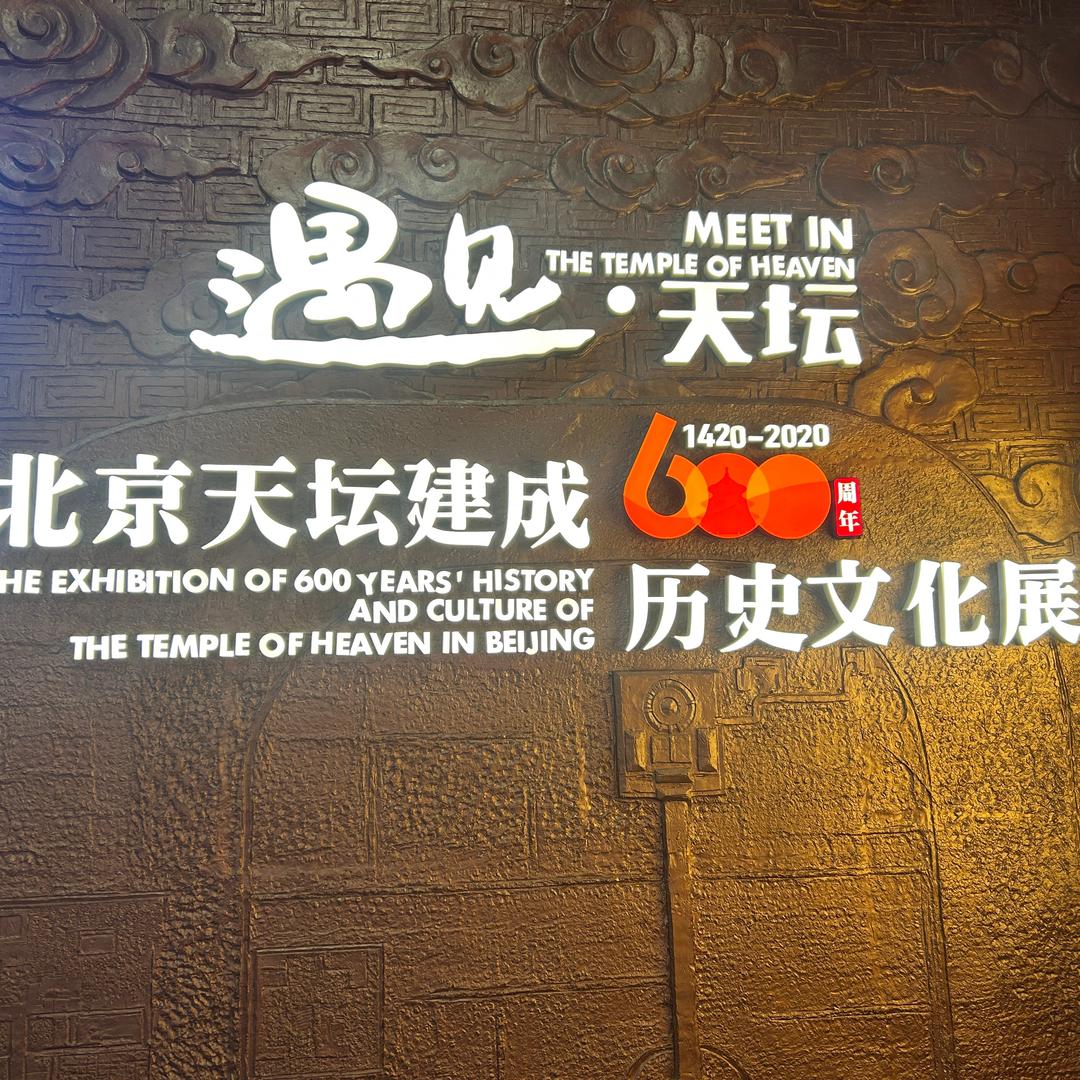 遇见·天坛
MEET IN
THE TEMPLE OF HEAVEN
北京天坛建成
1420-2020
600
周年
HE EXHIBITION OF 600 YEARS' HISTORY
AND CULTURE OF
THE TEMPLE OF HEAVEN IN BEIJING
历史文化展